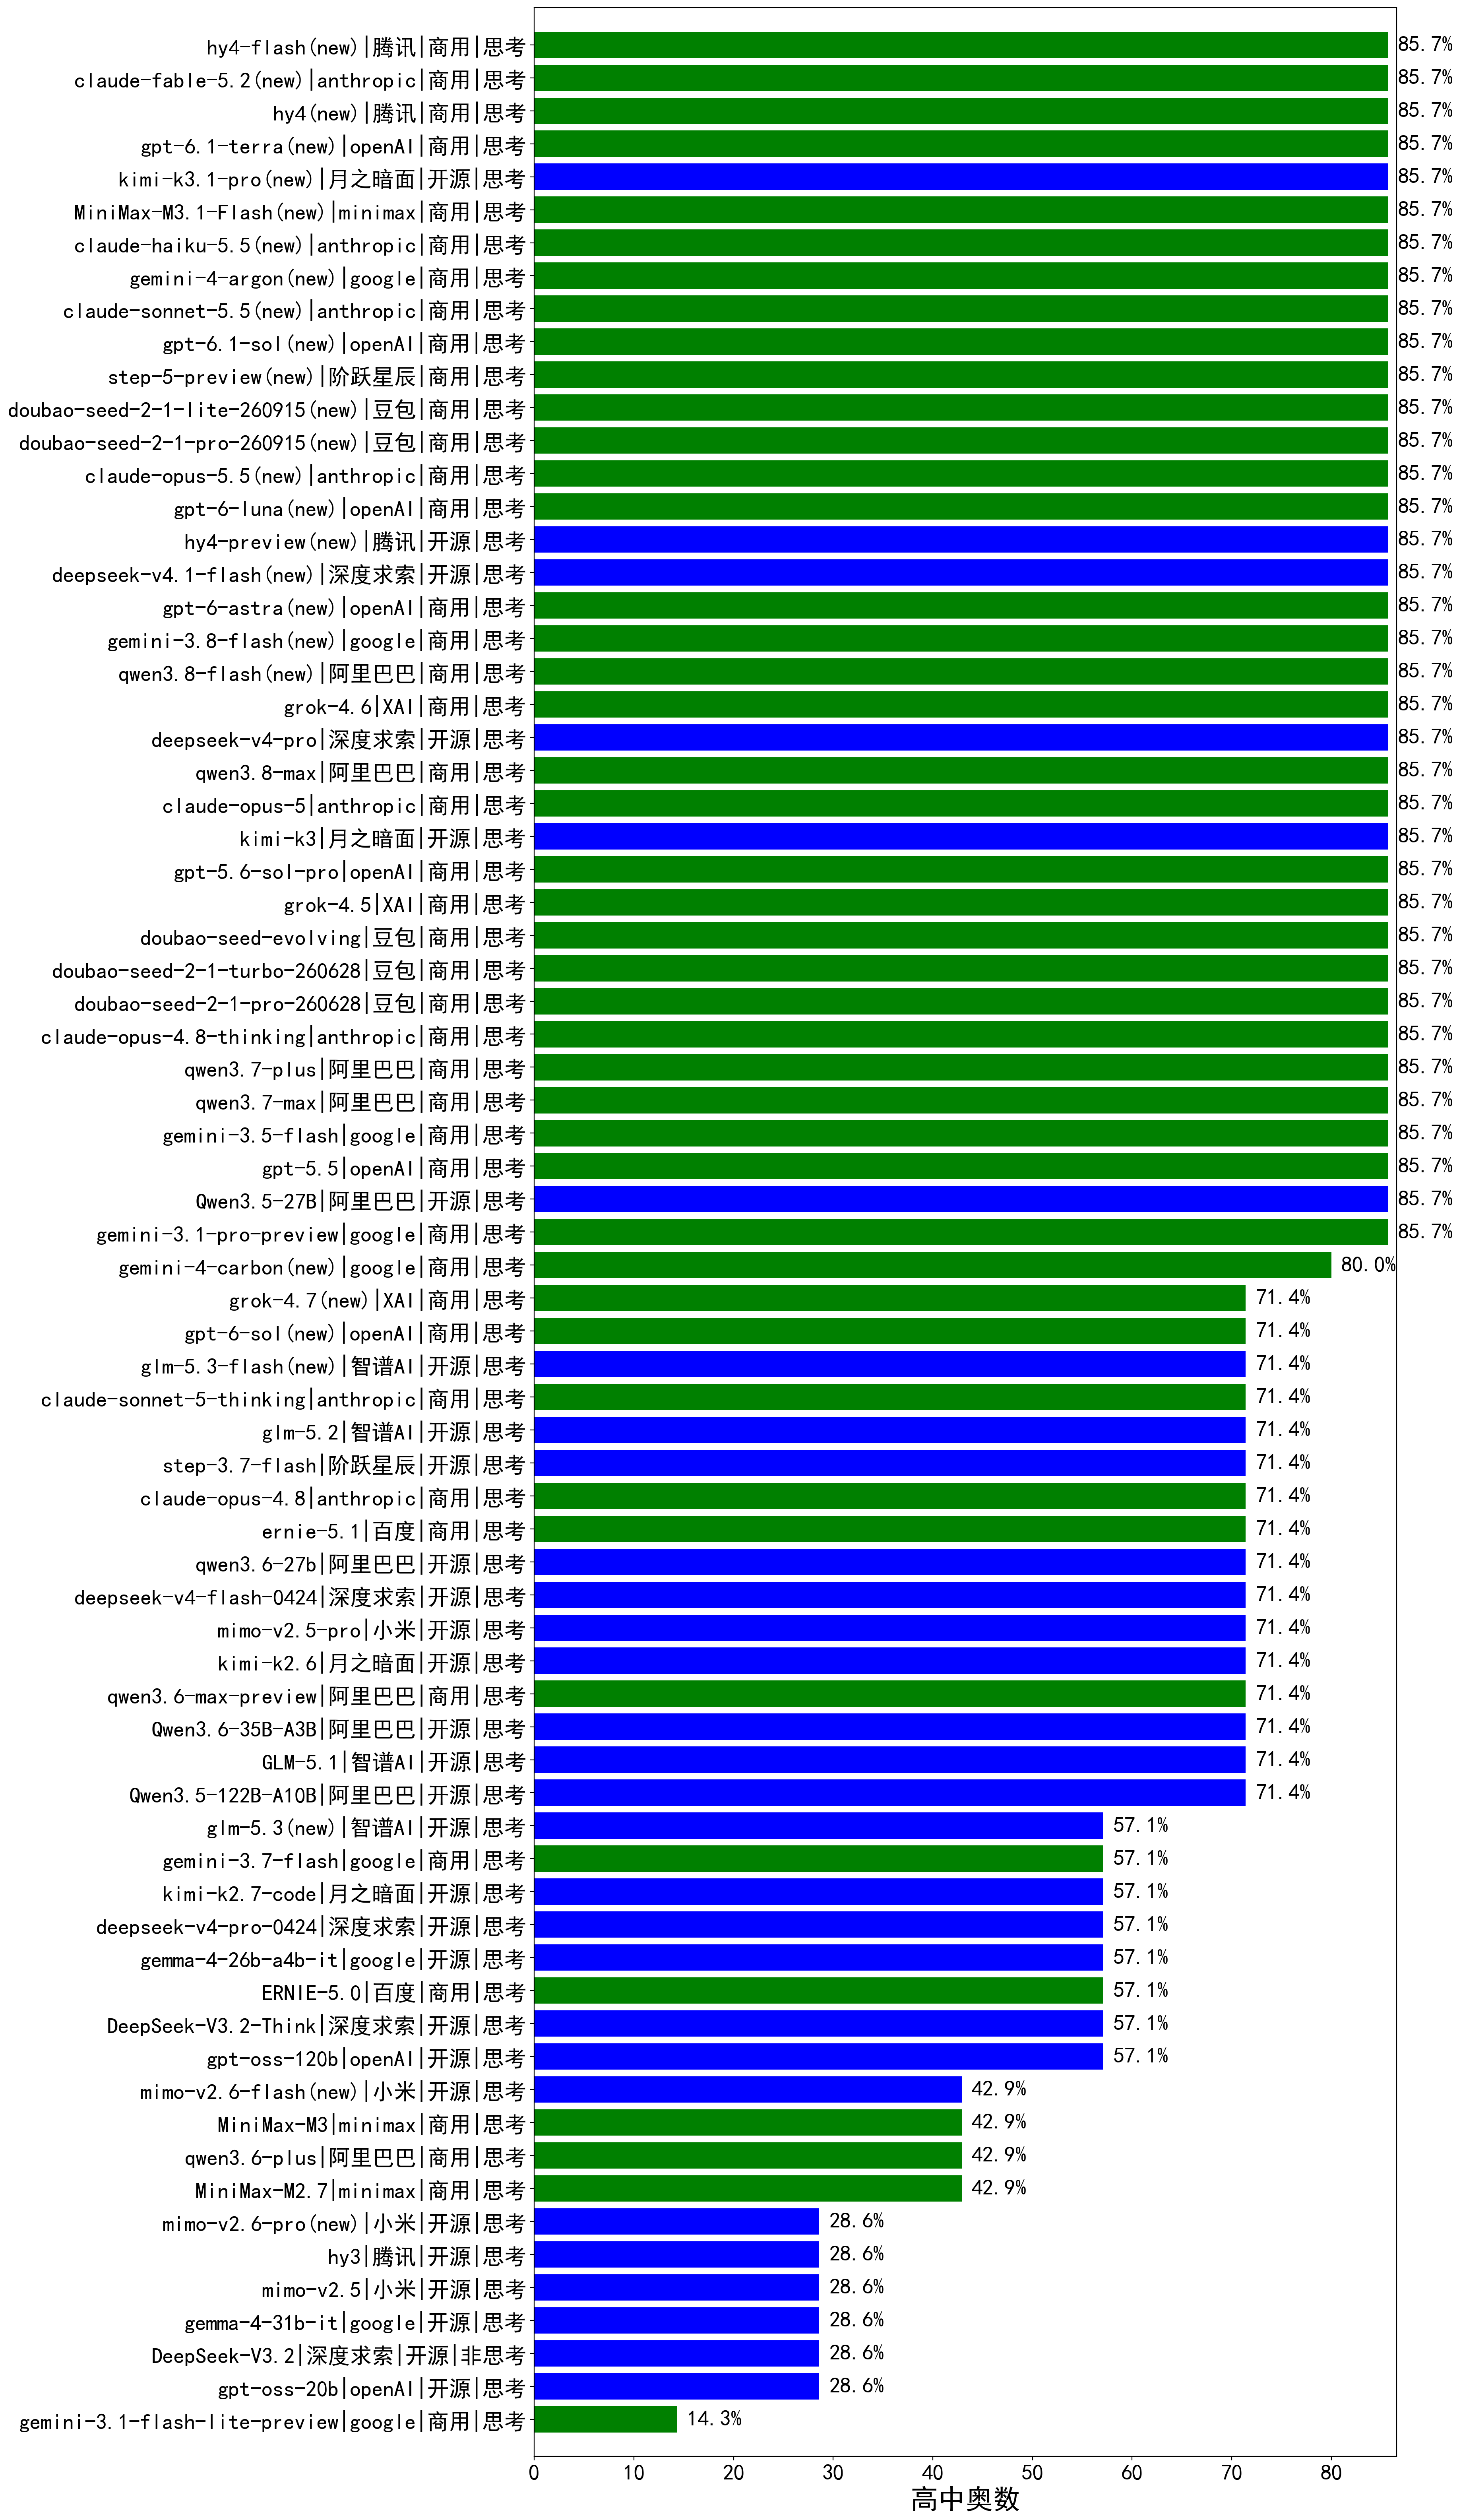 hy4-flash(new)|腾讯|商用|思考 85.7%
claude-fable-5.2(new)|anthropic|商用|思考 85.7%
hy4(new)|腾讯|商用|思考 85.7%
gpt-6.1-terra(new)|openAI|商用|思考 85.7%
kimi-k3.1-pro(new)|月之暗面|开源|思考 85.7%
MiniMax-M3.1-Flash(new)|minimax|商用|思考 85.7%
claude-haiku-5.5(new)|anthropic|商用|思考 85.7%
gemini-4-argon(new)|google|商用|思考 85.7%
claude-sonnet-5.5(new)|anthropic|商用|思考 85.7%
gpt-6.1-sol(new)|openAI|商用|思考 85.7%
step-5-preview(new)|阶跃星辰|商用|思考 85.7%
doubao-seed-2-1-lite-260915(new)|豆包|商用|思考 85.7%
doubao-seed-2-1-pro-260915(new)|豆包|商用|思考 85.7%
claude-opus-5.5(new)|anthropic|商用|思考 85.7%
gpt-6-luna(new)|openAI|商用|思考 85.7%
hy4-preview(new)|腾讯|开源|思考 85.7%
deepseek-v4.1-flash(new)|深度求索|开源|思考 85.7%
gpt-6-astra(new)|openAI|商用|思考 85.7%
gemini-3.8-flash(new)|google|商用|思考 85.7%
qwen3.8-flash(new)|阿里巴巴|商用|思考 85.7%
grok-4.6|XAI|商用|思考 85.7%
deepseek-v4-pro|深度求索|开源|思考 85.7%
qwen3.8-max|阿里巴巴|商用|思考 85.7%
claude-opus-5|anthropic|商用|思考 85.7%
kimi-k3|月之暗面|开源|思考 85.7%
gpt-5.6-sol-pro|openAI|商用|思考 85.7%
grok-4.5|XAI|商用|思考 85.7%
doubao-seed-evolving|豆包|商用|思考 85.7%
doubao-seed-2-1-turbo-260628|豆包|商用|思考 85.7%
doubao-seed-2-1-pro-260628|豆包|商用|思考 85.7%
claude-opus-4.8-thinking|anthropic|商用|思考 85.7%
qwen3.7-plus|阿里巴巴|商用|思考 85.7%
qwen3.7-max|阿里巴巴|商用|思考 85.7%
gemini-3.5-flash|google|商用|思考 85.7%
gpt-5.5|openAI|商用|思考 85.7%
Qwen3.5-27B|阿里巴巴|开源|思考 85.7%
gemini-3.1-pro-preview|google|商用|思考 85.7%
gemini-4-carbon(new)|google|商用|思考 80.0%
grok-4.7(new)|XAI|商用|思考 71.4%
gpt-6-sol(new)|openAI|商用|思考 71.4%
glm-5.3-flash(new)|智谱AI|开源|思考 71.4%
claude-sonnet-5-thinking|anthropic|商用|思考 71.4%
glm-5.2|智谱AI|开源|思考 71.4%
step-3.7-flash|阶跃星辰|开源|思考 71.4%
claude-opus-4.8|anthropic|商用|思考 71.4%
ernie-5.1|百度|商用|思考 71.4%
qwen3.6-27b|阿里巴巴|开源|思考 71.4%
deepseek-v4-flash-0424|深度求索|开源|思考 71.4%
mimo-v2.5-pro|小米|开源|思考 71.4%
kimi-k2.6|月之暗面|开源|思考 71.4%
qwen3.6-max-preview|阿里巴巴|商用|思考 71.4%
Qwen3.6-35B-A3B|阿里巴巴|开源|思考 71.4%
GLM-5.1|智谱AI|开源|思考 71.4%
Qwen3.5-122B-A10B|阿里巴巴|开源|思考 71.4%
glm-5.3(new)|智谱AI|开源|思考 57.1%
gemini-3.7-flash|google|商用|思考 57.1%
kimi-k2.7-code|月之暗面|开源|思考 57.1%
deepseek-v4-pro-0424|深度求索|开源|思考 57.1%
gemma-4-26b-a4b-it|google|开源|思考 57.1%
ERNIE-5.0|百度|商用|思考 57.1%
DeepSeek-V3.2-Think|深度求索|开源|思考 57.1%
gpt-oss-120b|openAI|开源|思考 57.1%
mimo-v2.6-flash(new)|小米|开源|思考 42.9%
MiniMax-M3|minimax|商用|思考 42.9%
qwen3.6-plus|阿里巴巴|商用|思考 42.9%
MiniMax-M2.7|minimax|商用|思考 42.9%
mimo-v2.6-pro(new)|小米|开源|思考 28.6%
hy3|腾讯|开源|思考 28.6%
mimo-v2.5|小米|开源|思考 28.6%
gemma-4-31b-it|google|开源|思考 28.6%
DeepSeek-V3.2|深度求索|开源|非思考 28.6%
gpt-oss-20b|openAI|开源|思考 28.6%
gemini-3.1-flash-lite-preview|google|商用|思考 14.3%
0 10 20 30 40 50 60 70 80
高中奥数